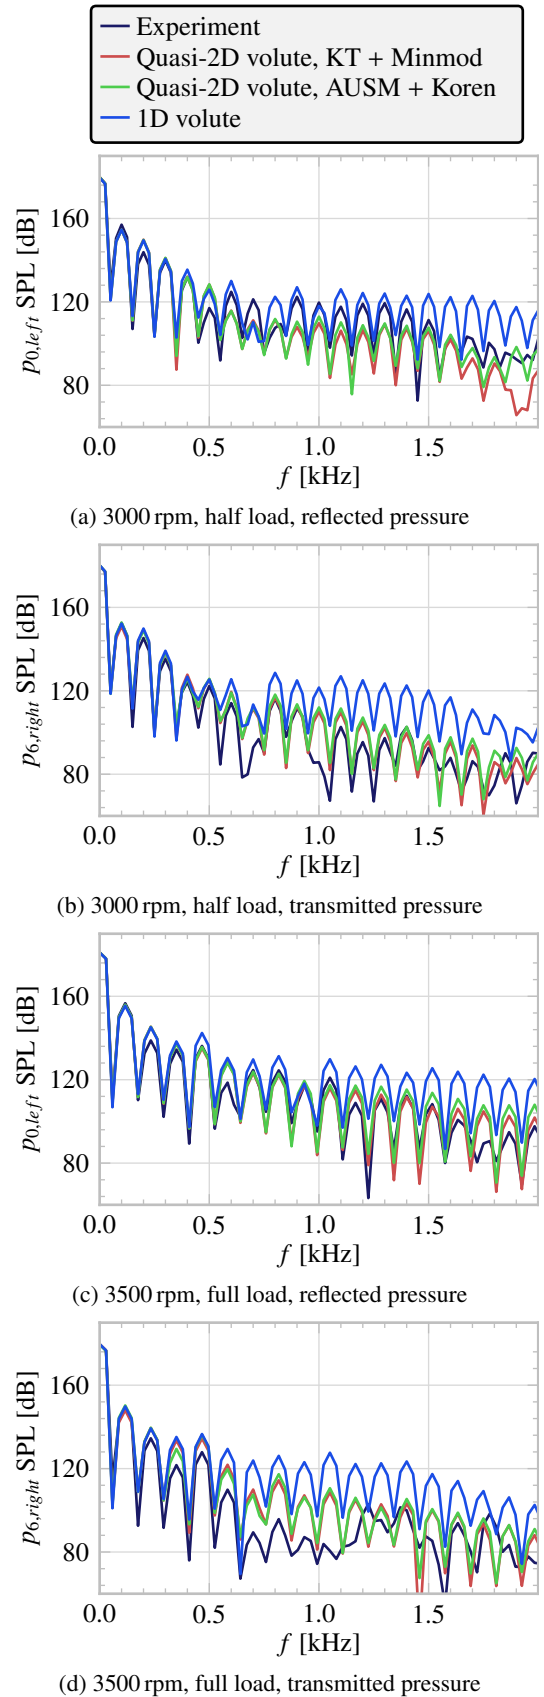 Experiment
Quasi-2D volute, KT + Minmod
Quasi-2D volute, AUSM + Koren
1D volute
160
120
80
p0,left SPL [dB]
0.0 0.5 1.0 1.5
f [kHz]
(a) 3000 rpm, half load, reflected pressure
160
120
80
p6,right SPL [dB]
0.0 0.5 1.0 1.5
f [kHz]
(b) 3000 rpm, half load, transmitted pressure
160
120
80
p0,left SPL [dB]
0.0 0.5 1.0 1.5
f [kHz]
(c) 3500 rpm, full load, reflected pressure
160
120
80
p6,right SPL [dB]
0.0 0.5 1.0 1.5
f [kHz]
(d) 3500 rpm, full load, transmitted pressure